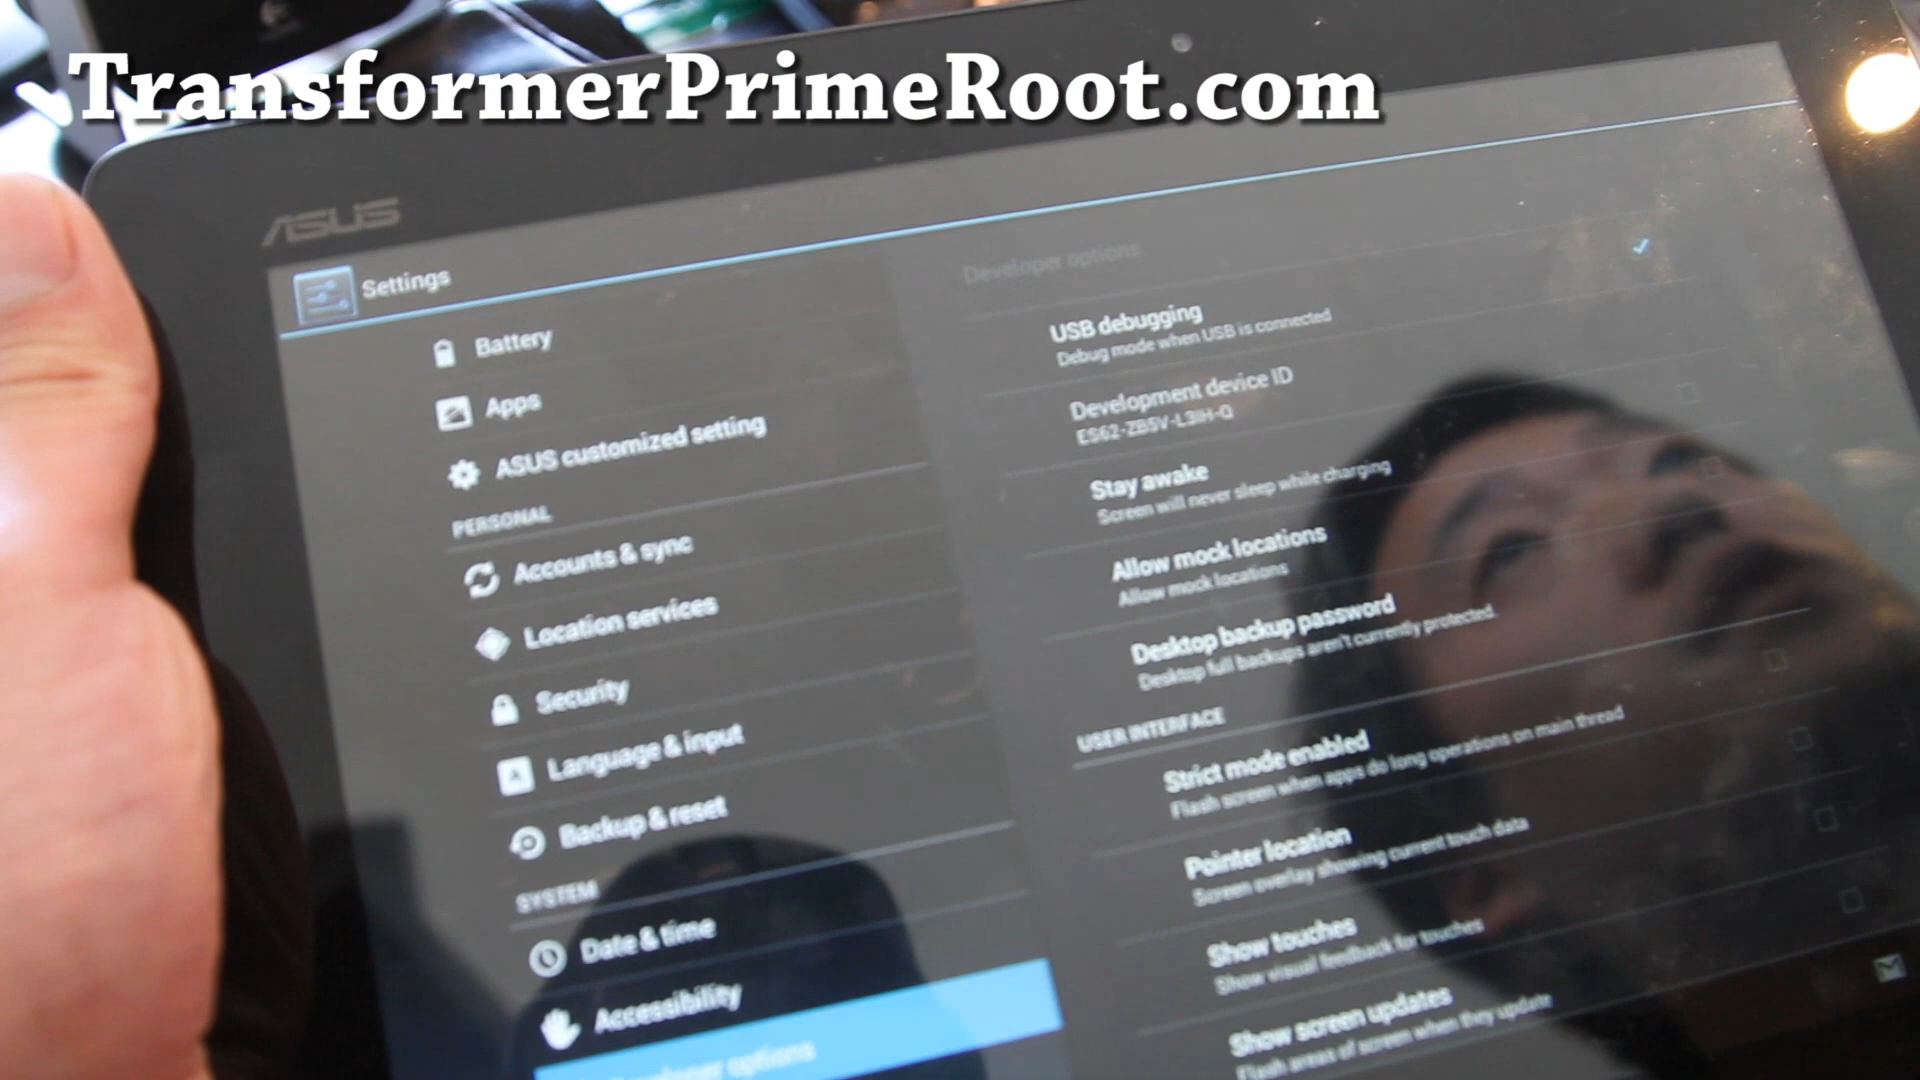 TransformerPrimeRoot.com
ASUS
Settings
Battery
Apps
ASUS customized setting
PERSONAL
Accounts & sync
Location services
Security
Language & input
Backup & reset
SYSTEM
Date & time
Accessibility
Developer options
Developer options
USB debugging
Debug mode when USB is connected
Development device ID
ES62-ZB5V-L3IH-Q
Stay awake
Screen will never sleep while charging
Allow mock locations
Allow mock locations
Desktop backup password
Desktop full backups aren't currently protected.
USER INTERFACE
Strict mode enabled
Flash screen when apps do long operations on main thread
Pointer location
Screen overlay showing current touch data
Show touches
Show visual feedback for touches
Show screen updates
Flash areas of screen when they update